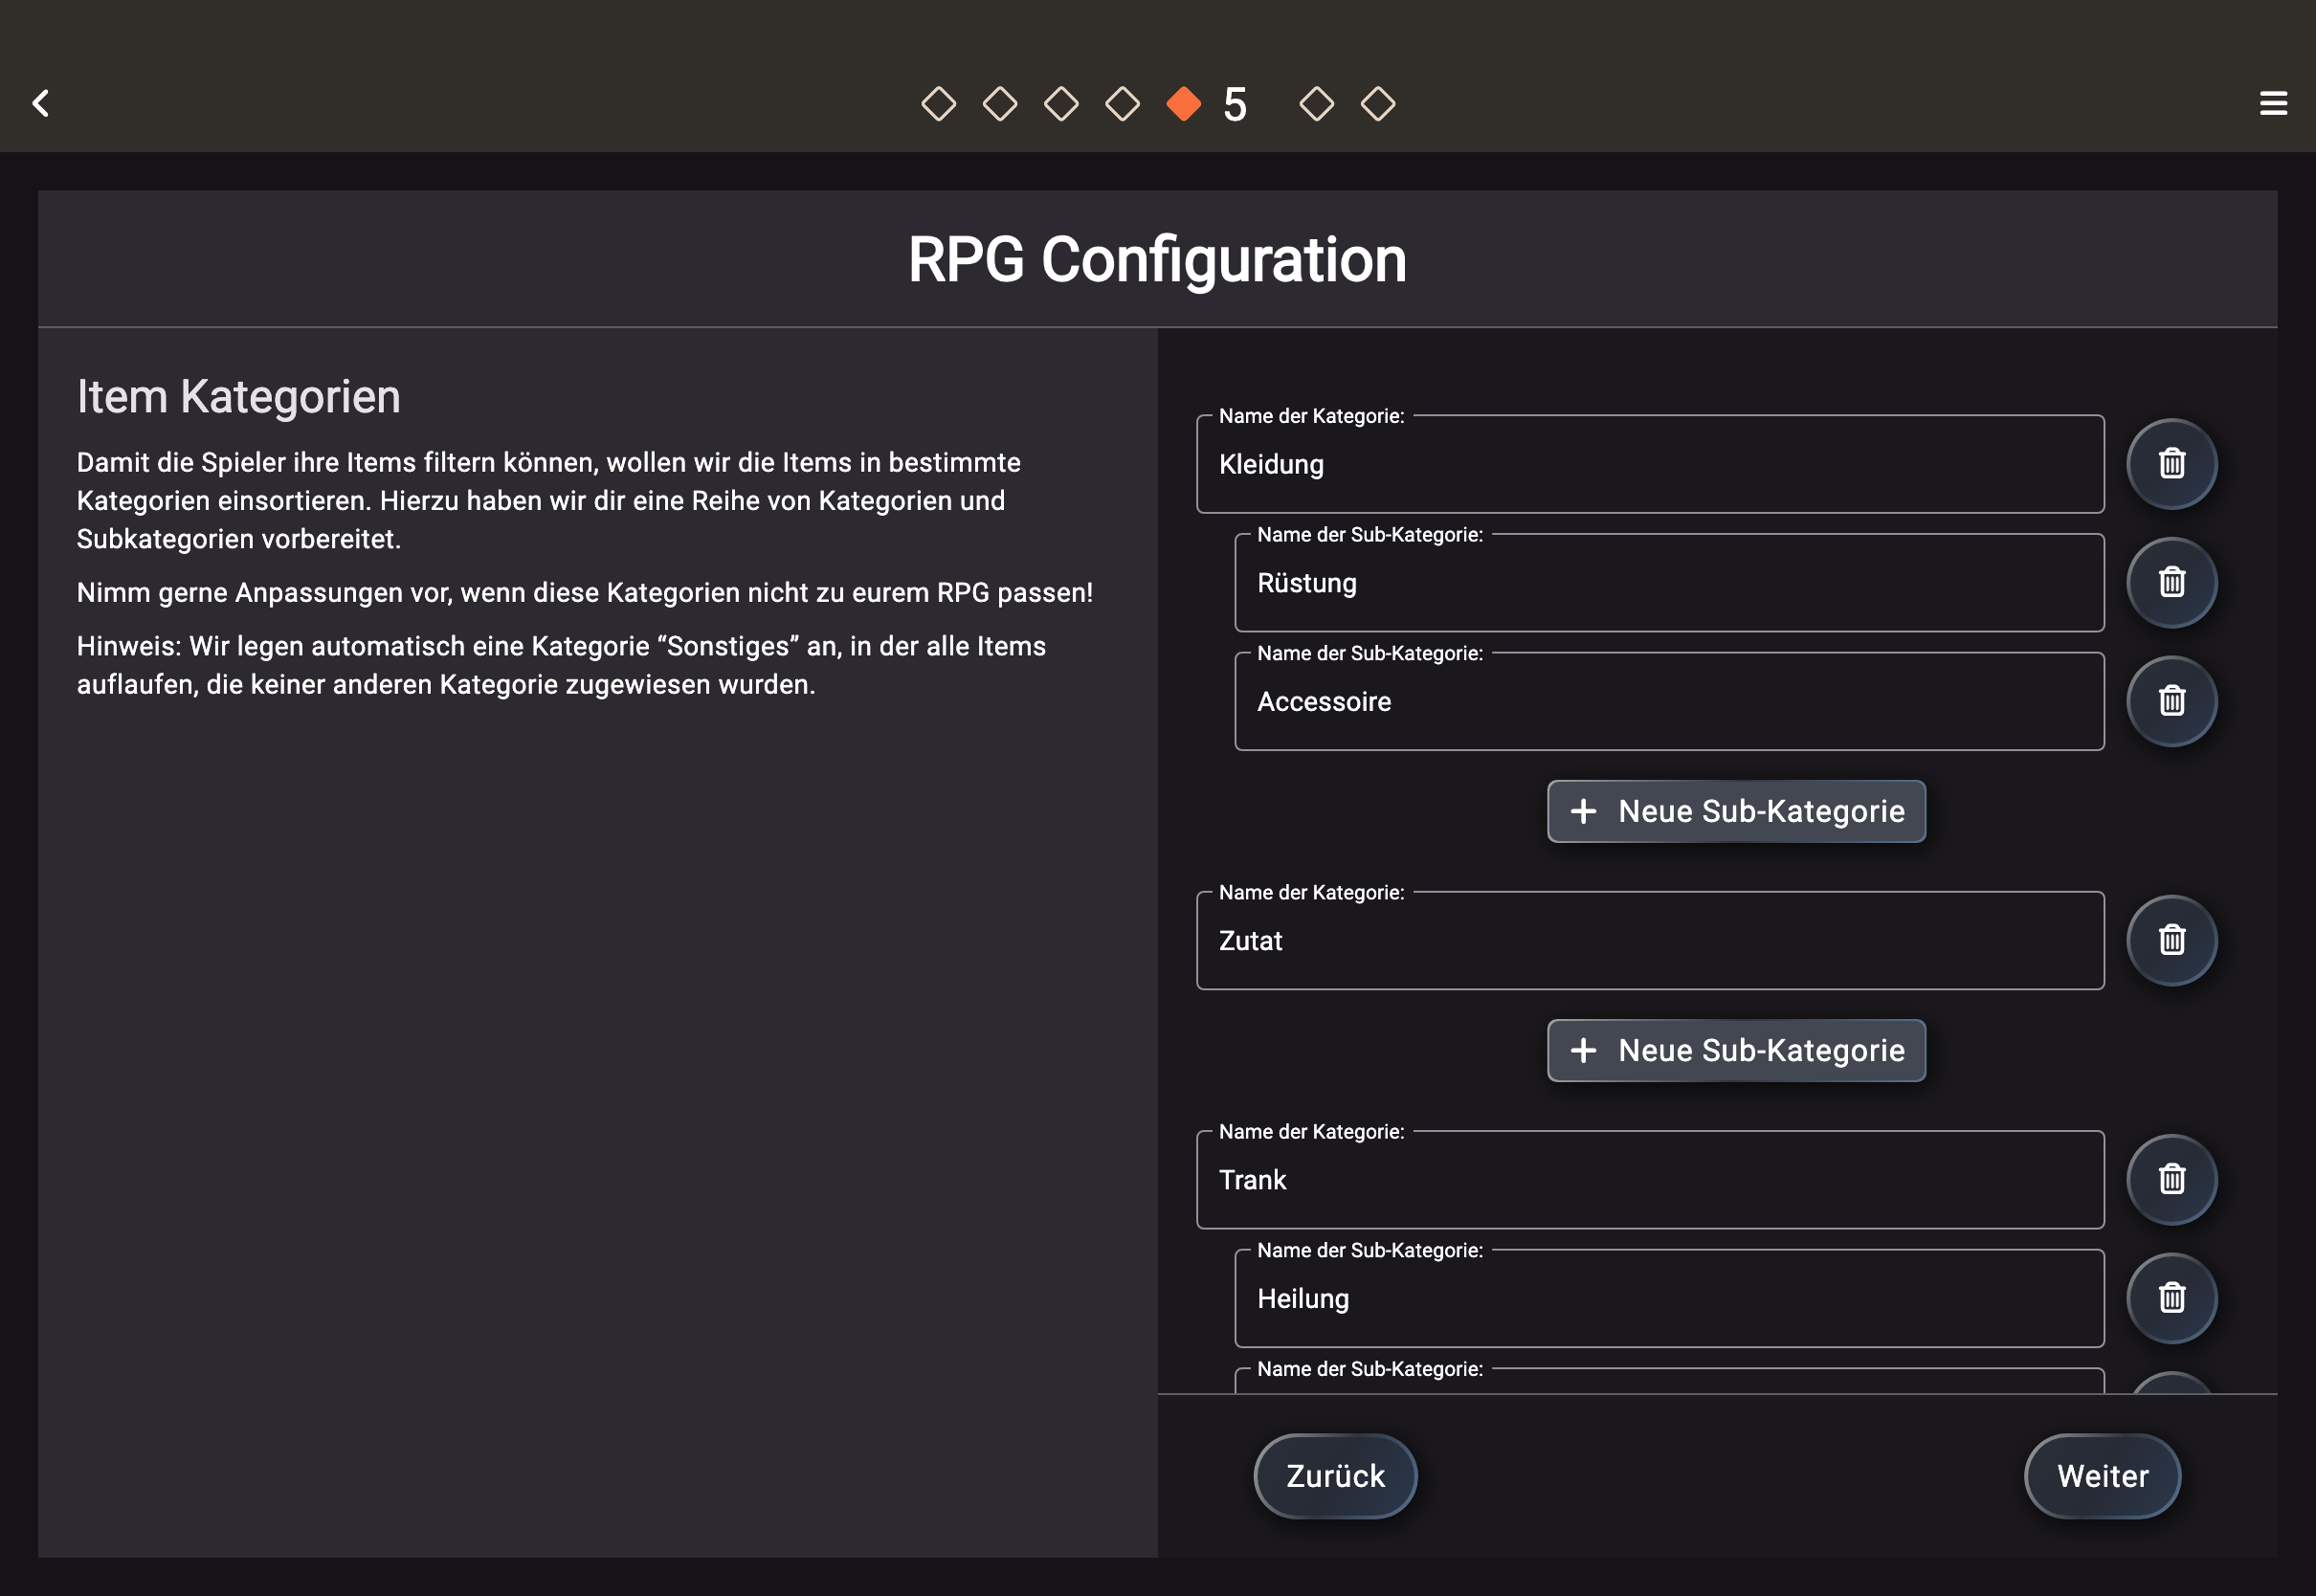 5
RPG Configuration
Item Kategorien
Damit die Spieler ihre Items filtern können, wollen wir die Items in bestimmte
Kategorien einsortieren. Hierzu haben wir dir eine Reihe von Kategorien und
Subkategorien vorbereitet.
Nimm gerne Anpassungen vor, wenn diese Kategorien nicht zu eurem RPG passen!
Hinweis: Wir legen automatisch eine Kategorie “Sonstiges” an, in der alle Items
auflaufen, die keiner anderen Kategorie zugewiesen wurden.
Name der Kategorie:
Kleidung
Name der Sub-Kategorie:
Rüstung
Name der Sub-Kategorie:
Accessoire
Neue Sub-Kategorie
Name der Kategorie:
Zutat
Neue Sub-Kategorie
Name der Kategorie:
Trank
Name der Sub-Kategorie:
Heilung
Name der Sub-Kategorie:
Zurück
Weiter